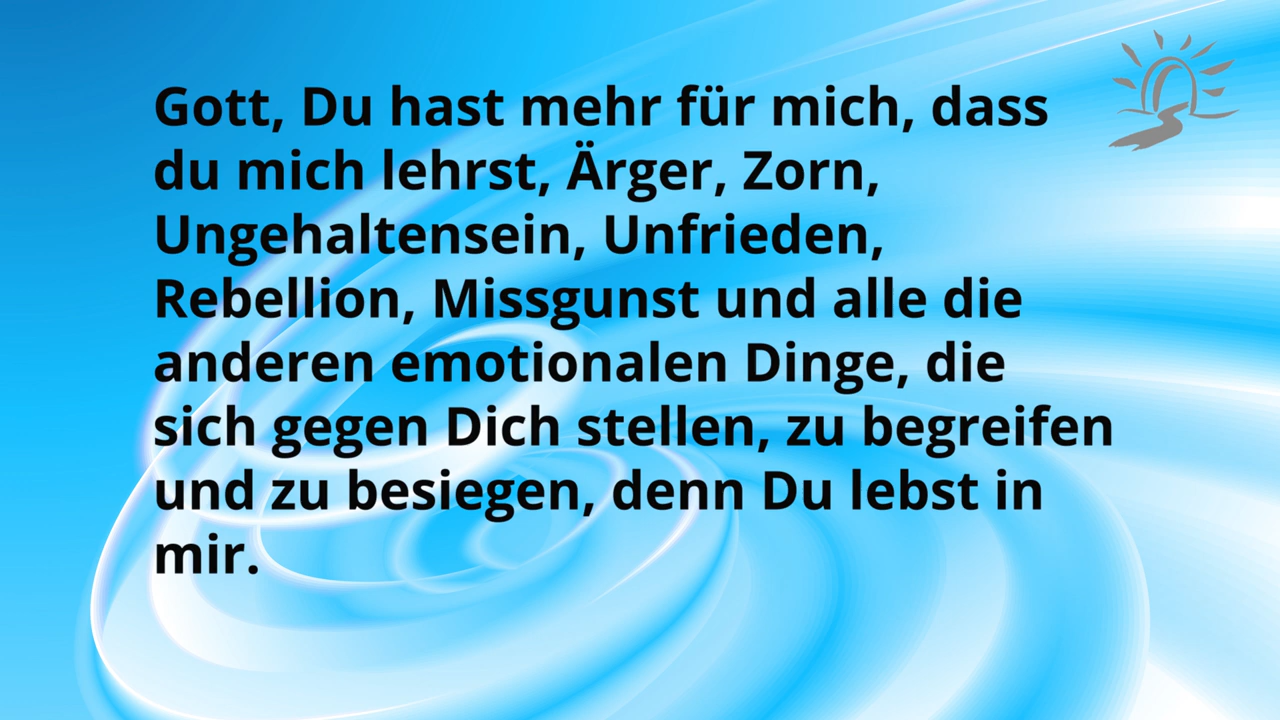 Gott, Du hast mehr für mich, dass
du mich lehrst, Ärger, Zorn,
Ungehaltensein, Unfrieden,
Rebellion, Missgunst und alle die
anderen emotionalen Dinge, die
sich gegen Dich stellen, zu begreifen
und zu besiegen, denn Du lebst in
mir.